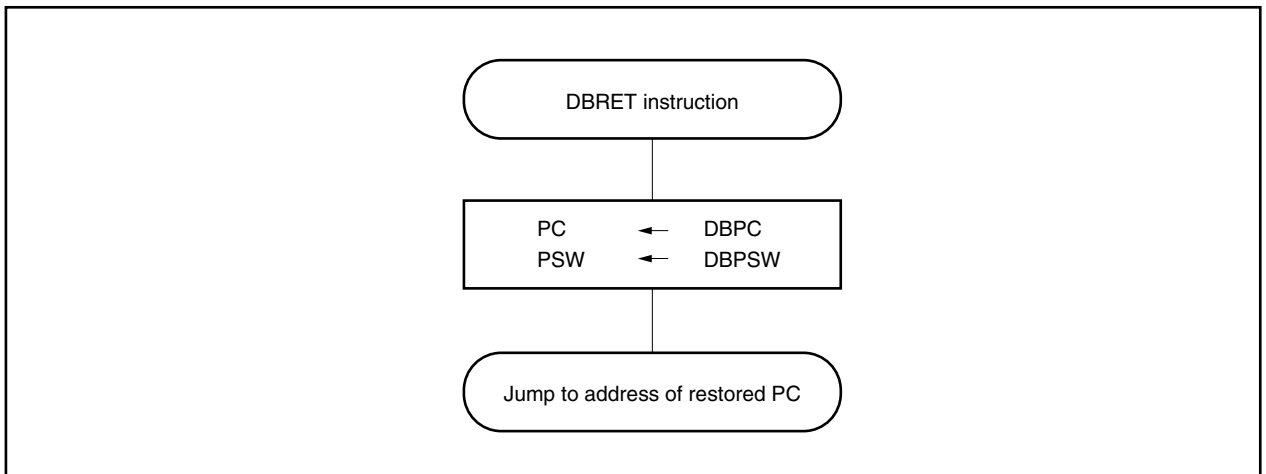 DBRET instruction
PC ← DBPC
PSW ← DBPSW
Jump to address of restored PC